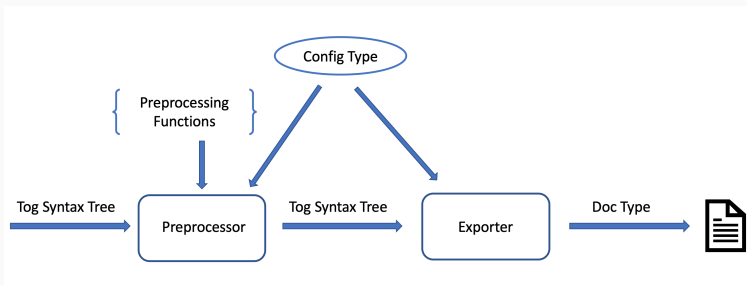 Config Type
Preprocessing
Functions
Tog Syntax Tree
Preprocessor
Tog Syntax Tree
Exporter
Doc Type